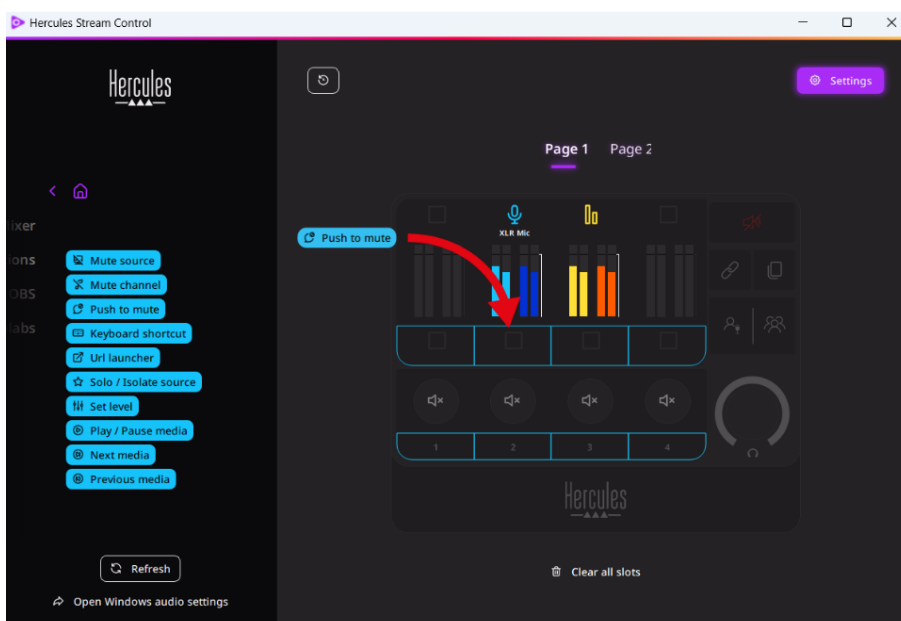 Hercules Stream Control
Hercules
Settings
Page 1 Page 2
ixer
ions
OBS
labs
Mute source
Mute channel
Push to mute
Keyboard shortcut
Url launcher
Solo / Isolate source
Set level
Play / Pause media
Next media
Previous media
Refresh
Open Windows audio settings
Push to mute
XLR Mic
1 2 3 4
Hercules
Clear all slots